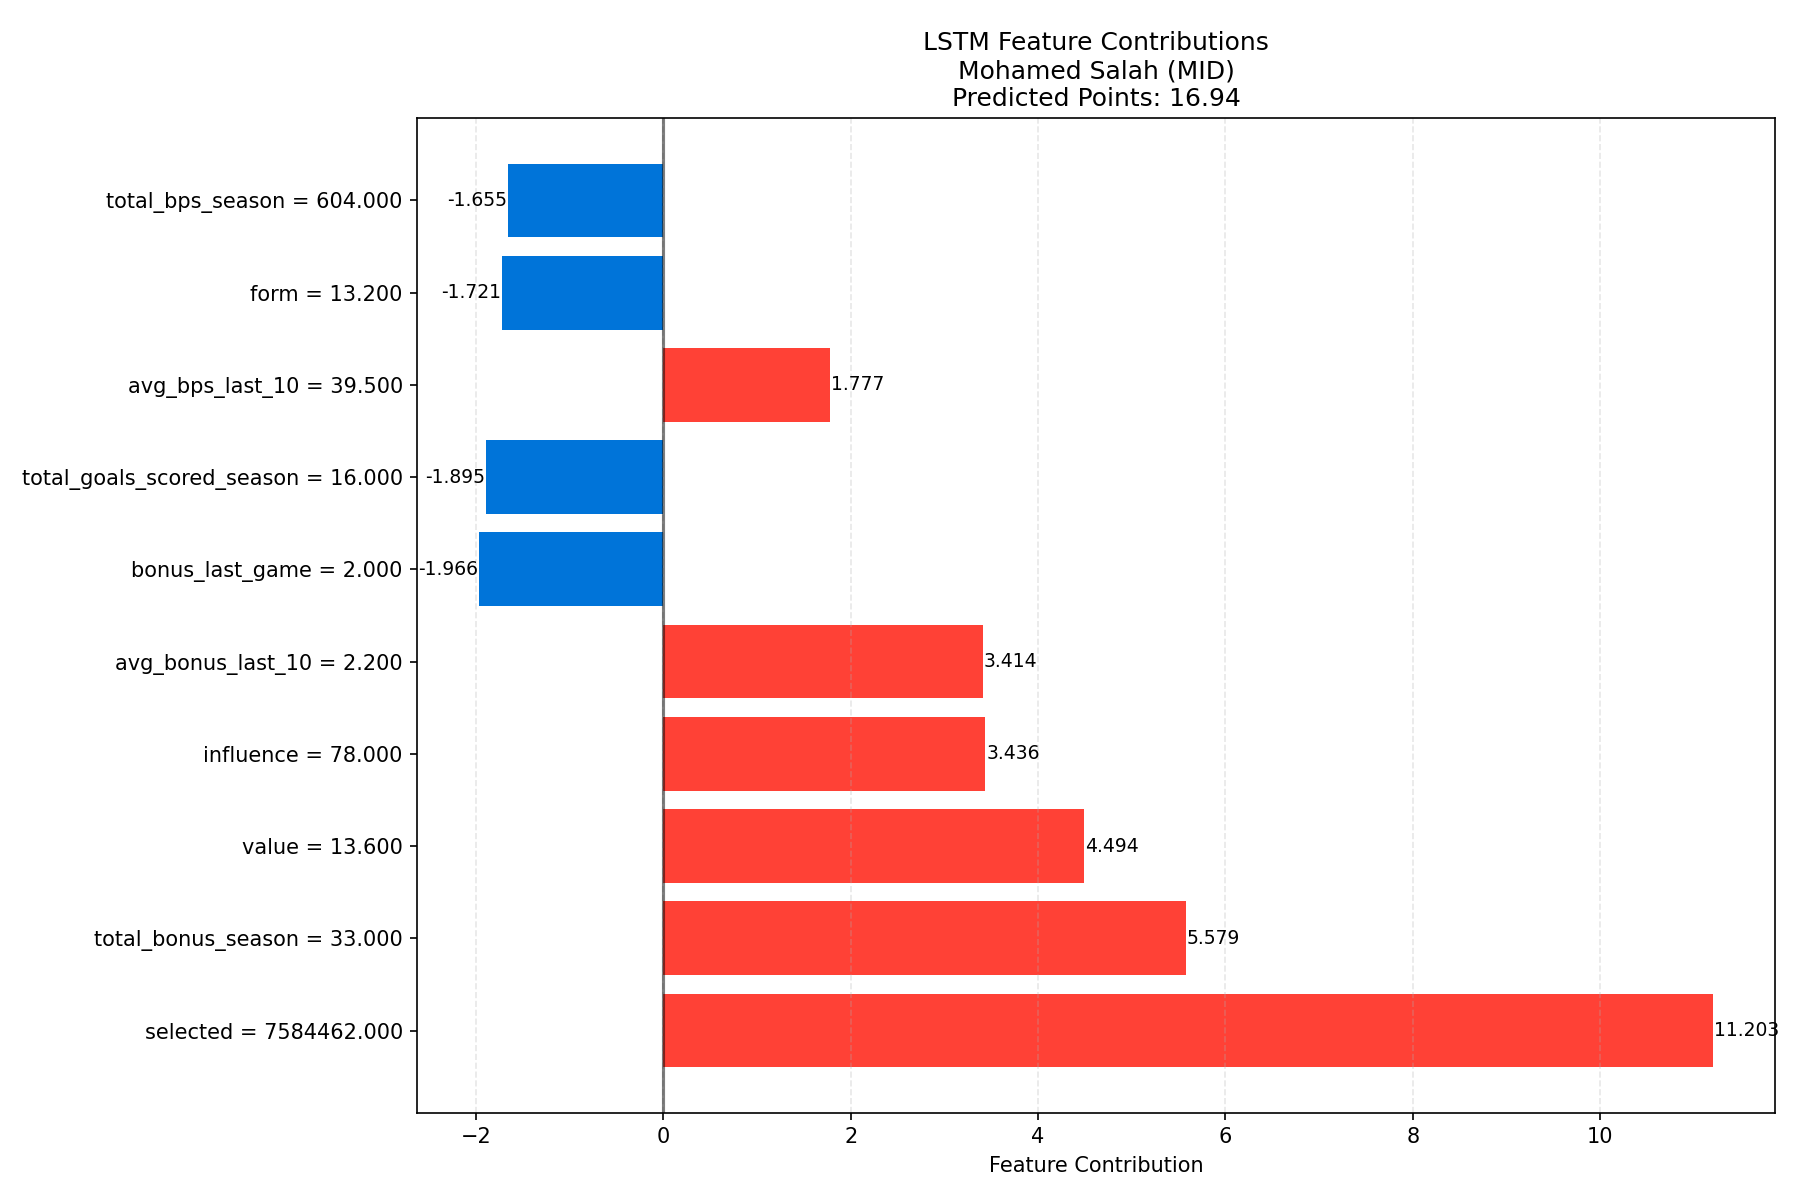 LSTM Feature Contributions
Mohamed Salah (MID)
Predicted Points: 16.94
total_bps_season = 604.000
-1.655
form = 13.200
-1.721
avg_bps_last_10 = 39.500
1.777
total_goals_scored_season = 16.000
-1.895
bonus_last_game = 2.000
-1.966
avg_bonus_last_10 = 2.200
3.414
influence = 78.000
3.436
value = 13.600
4.494
total_bonus_season = 33.000
5.579
selected = 7584462.000
11.203
−2 0 2 4 6 8 10
Feature Contribution